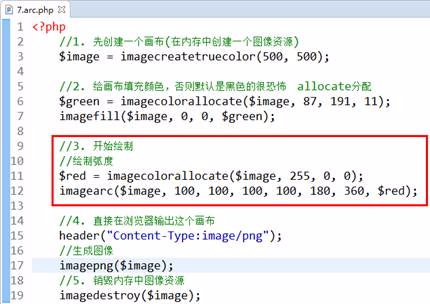 7.arc.php
1 <?php
2 //1. 先创建一个画布(在内存中创建一个图像资源)
3 $image = imagecreatetruecolor(500, 500);
4
5 //2. 给画布填充颜色，否则默认是黑色的很恐怖 allocate分配
6 $green = imagecolorallocate($image, 87, 191, 11);
7 imagefill($image, 0, 0, $green);
8
9 //3. 开始绘制
10 //绘制弧度
11 $red = imagecolorallocate($image, 255, 0, 0);
12 imagearc($image, 100, 100, 100, 100, 180, 360, $red);
13
14 //4. 直接在浏览器输出这个画布
15 header("Content-Type:image/png");
16 //生成图像
17 imagepng($image);
18 //5. 销毁内存中图像资源
19 imagedestroy($image);